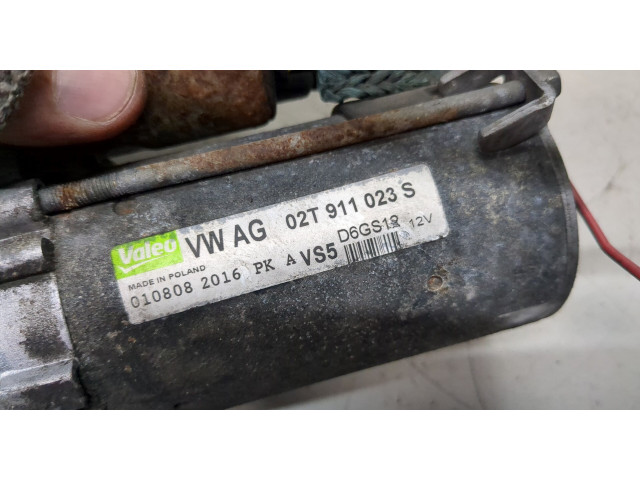 Valeo VW AG 02T 911 023 S
MADE IN POLAND D6GS12 12V
010808 2016 PK A VS5